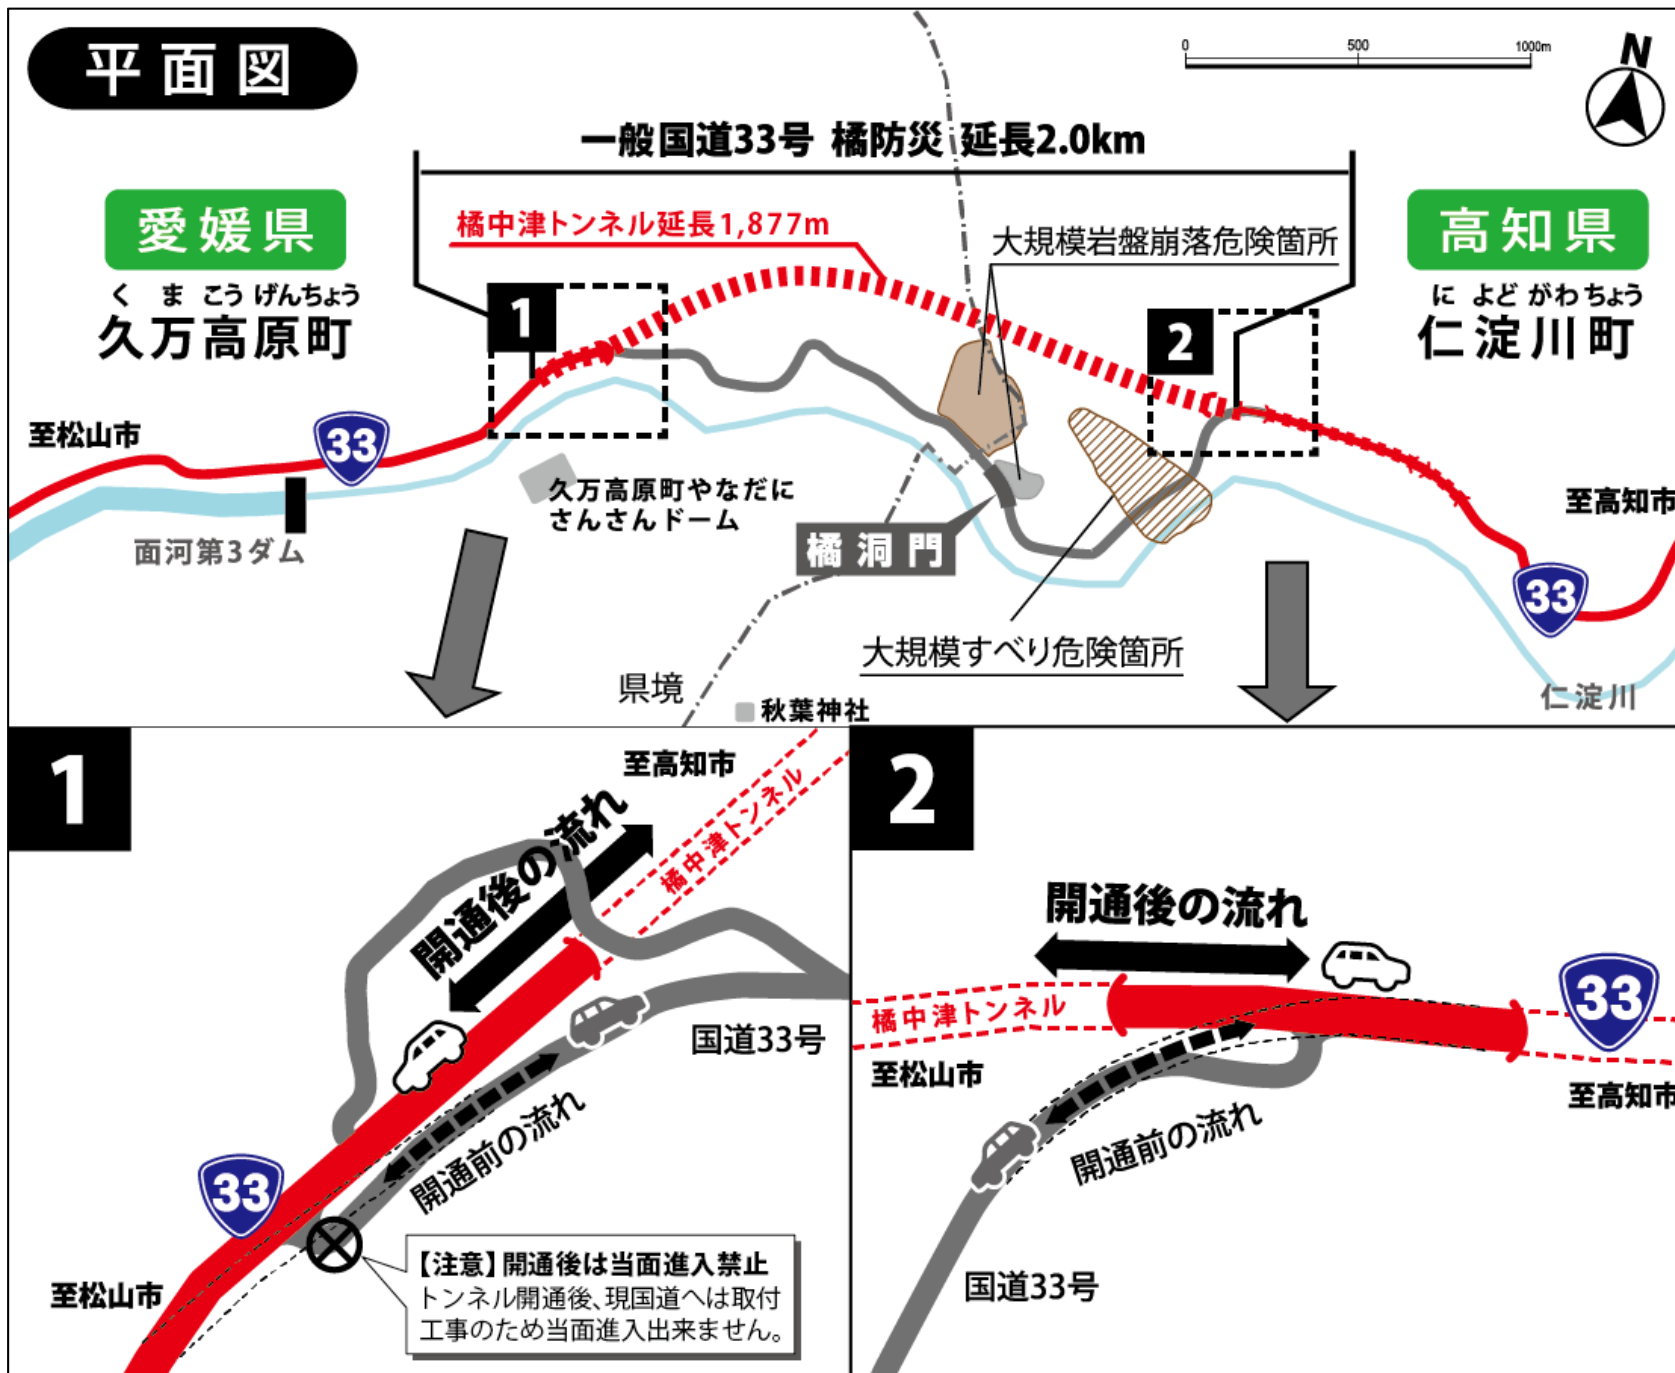 平面図
0 500 1000m
N
一般国道33号 橘防災 延長2.0km
愛媛県
橘中津トンネル延長1,877m
大規模岩盤崩落危険箇所
高知県
くまこうげんちょう
久万高原町
によどがわちょう
仁淀川町
1
2
至松山市
33
久万高原町やなだに
さんさんドーム
至高知市
面河第3ダム
橘洞門
33
大規模すべり危険箇所
県境
秋葉神社
仁淀川
1
至高知市
橘中津トンネル
開通後の流れ
国道33号
開通前の流れ
33
至松山市
【注意】開通後は当面進入禁止
トンネル開通後、現国道へは取付
工事のため当面進入出来ません。
2
開通後の流れ
33
橘中津トンネル
至松山市
至高知市
開通前の流れ
国道33号